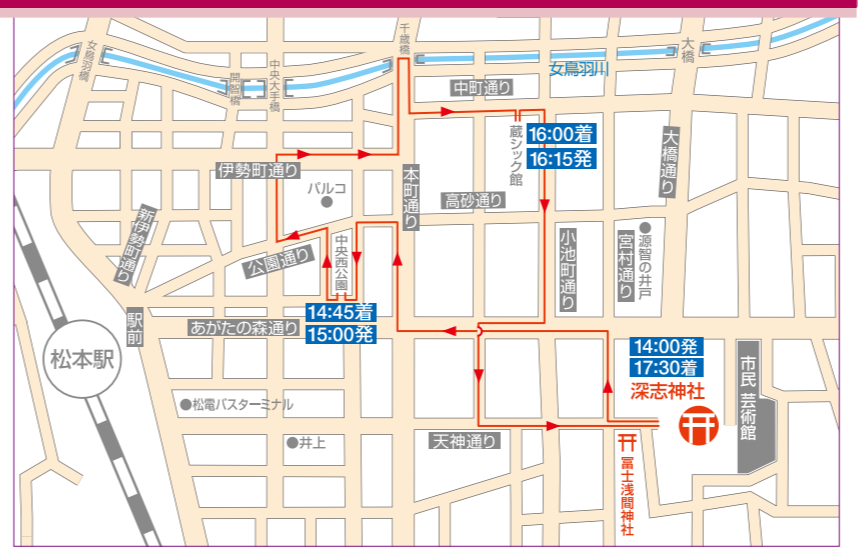 女鳥羽橋
開智橋
中央大手橋
千歳橋
大橋
女鳥羽川
中町通り
蔵シック館
16:00着
16:15発
大橋通り
伊勢町通り
パルコ
本町通り
高砂通り
新伊勢町通り
公園通り
中央西公園
小池町通り
宮村通り
源智の井戸
14:45着
15:00発
駅前
あがたの森通り
松本駅
14:00発
17:30着
深志神社
市民芸術館
松電バスターミナル
井上
天神通り
冨士浅間神社